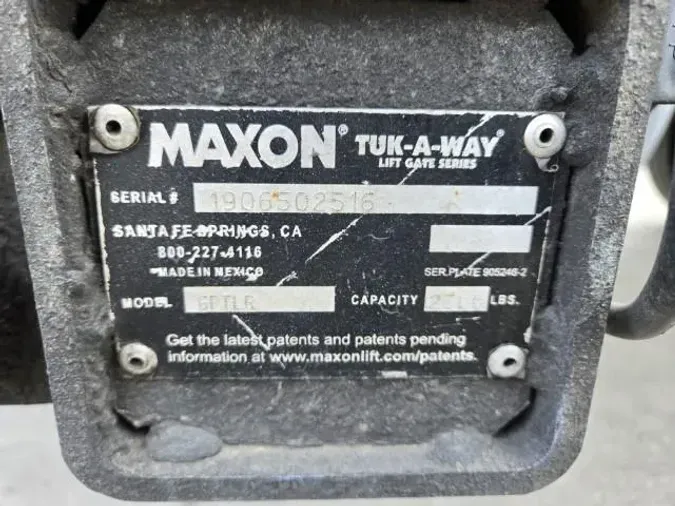 MAXON® TUK-A-WAY®
LIFT GATE SERIES
SERIAL # 1906502516
SANTA FE SPRINGS, CA
800-227-4116
MADE IN MEXICO
SER.PLATE 905246-2
MODEL GPTLR CAPACITY LBS.
Get the latest patents and patents pending
information at www.maxonlift.com/patents.